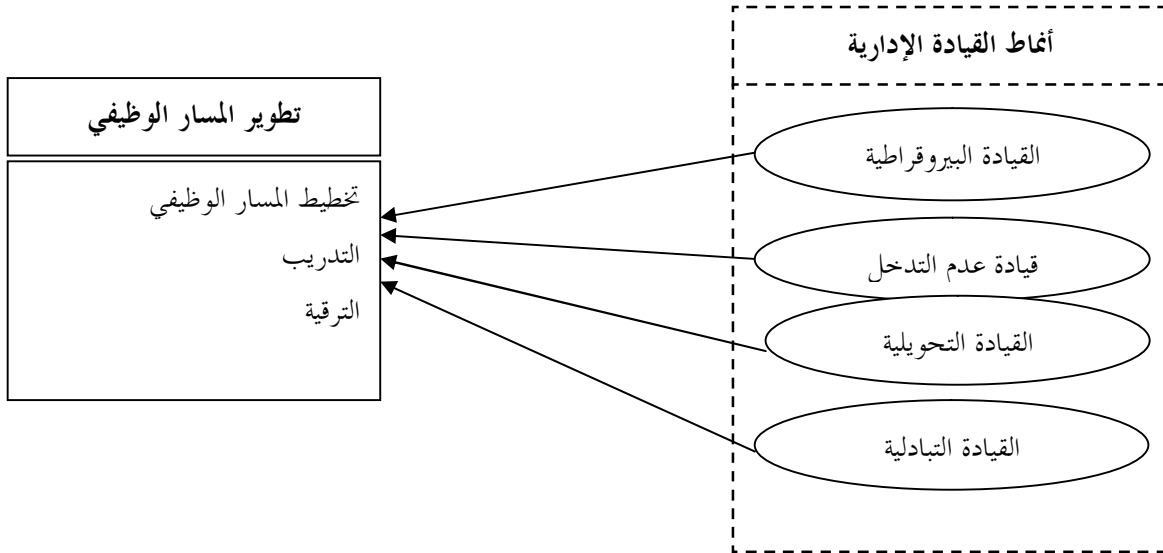 أنماط القيادة الإدارية
القيادة البيروقراطية
قيادة عدم التدخل
القيادة التحويلية
القيادة التبادلية
تطوير المسار الوظيفي
تخطيط المسار الوظيفي
التدريب
الترقية